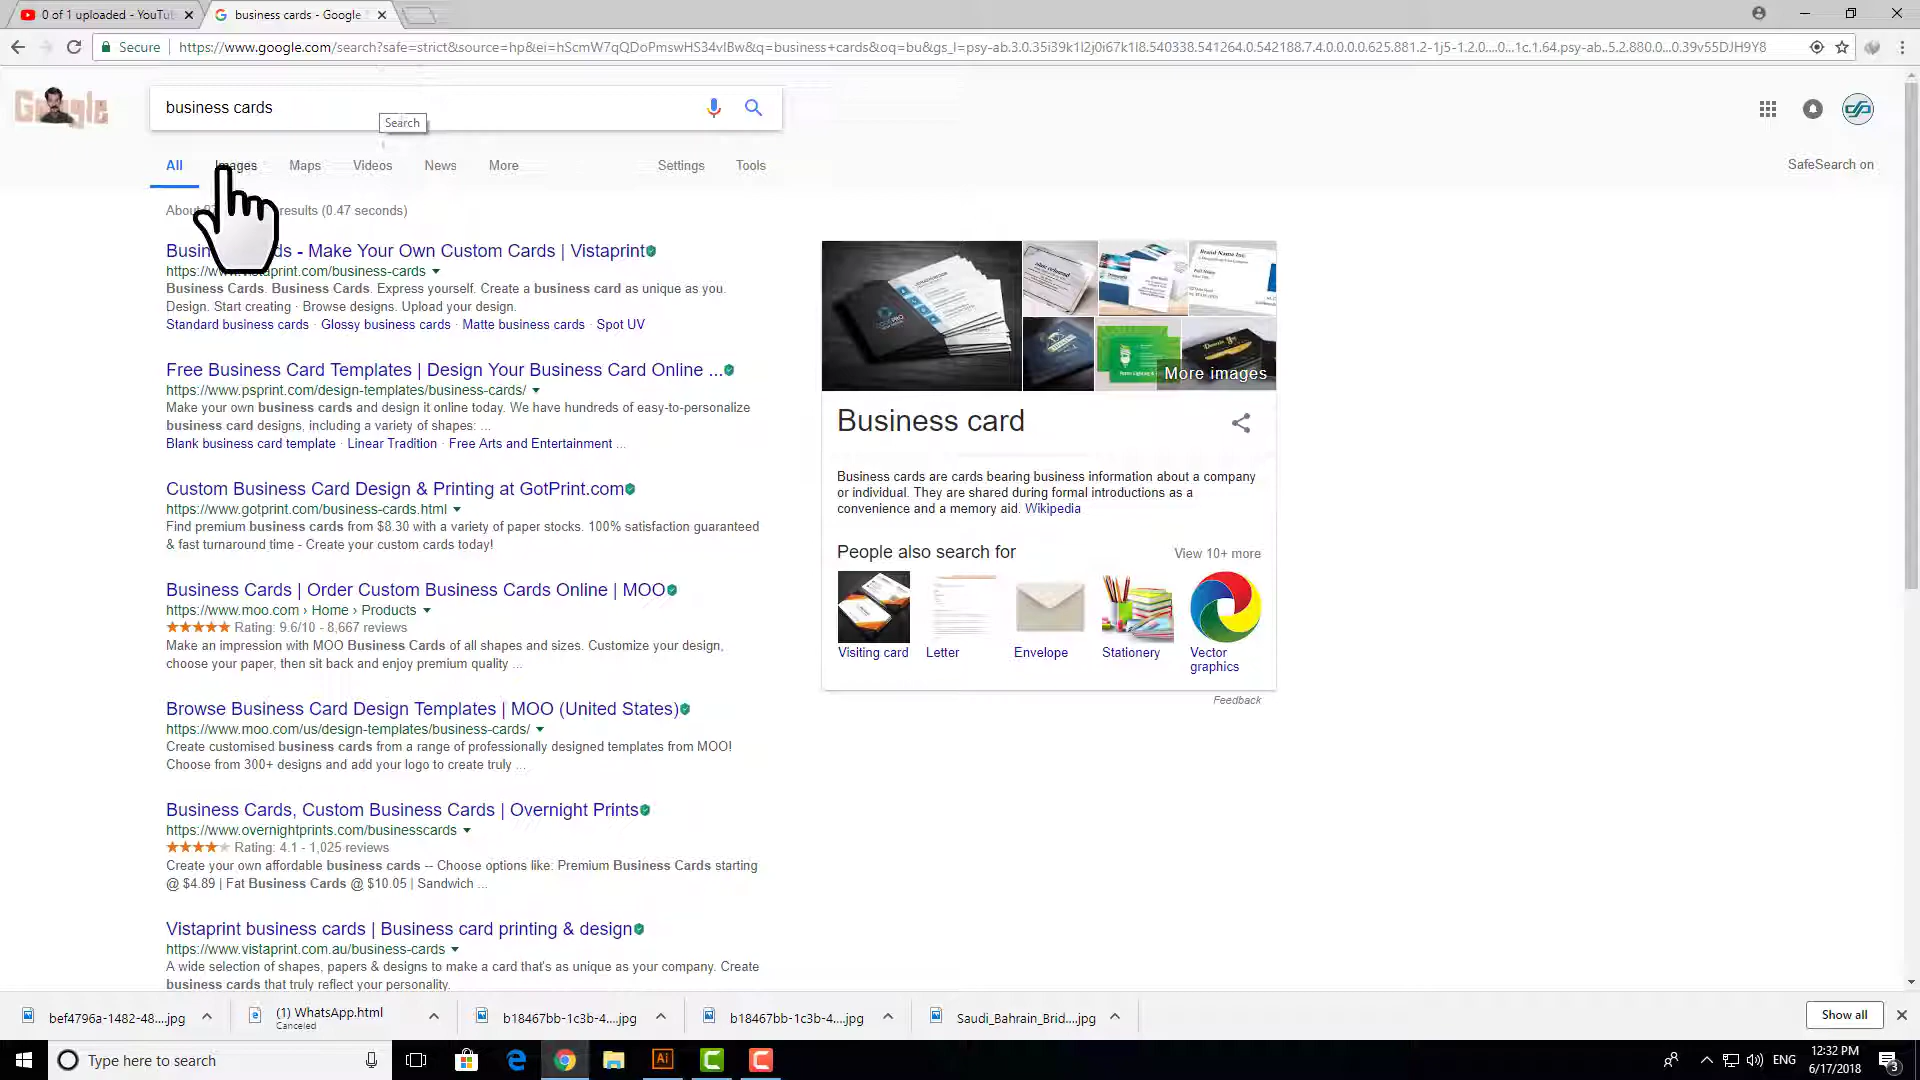 0 of 1 uploaded - YouTu
business cards - Google
Secure
https://www.google.com/search?safe=strict&source=hp&ei=hScmW7qQDoPmswHS34vIBw&q=business+cards&oq=bu&gs_l=psy-ab.3.0.35i39k1l2j0i67k1l8.540338.541264.0.542188.7.4.0.0.0.0.625.881.2-1j5-1.2.0....0...1c.1.64.psy-ab..5.2.880.0...0.39v55DJH9Y8
Google
business cards
Search
All
Images
Maps
Videos
News
More
Settings
Tools
SafeSearch on
About
results (0.47 seconds)
- Make Your Own Custom Cards | Vistaprint
https://www.vistaprint.com/business-cards
Business Cards. Business Cards. Express yourself. Create a business card as unique as you.
Design. Start creating · Browse designs. Upload your design.
Standard business cards · Glossy business cards · Matte business cards · Spot UV
Free Business Card Templates | Design Your Business Card Online ...
https://www.psprint.com/design-templates/business-cards/
Make your own business cards and design it online today. We have hundreds of easy-to-personalize
business card designs, including a variety of shapes: ...
Blank business card template · Linear Tradition · Free Arts and Entertainment ...
Custom Business Card Design & Printing at GotPrint.com
https://www.gotprint.com/business-cards.html
Find premium business cards from $8.30 with a variety of paper stocks. 100% satisfaction guaranteed
& fast turnaround time - Create your custom cards today!
Business Cards | Order Custom Business Cards Online | MOO
https://www.moo.com › Home › Products
Rating: 9.6/10 - 8,667 reviews
Make an impression with MOO Business Cards of all shapes and sizes. Customize your design,
choose your paper, then sit back and enjoy premium quality ...
Browse Business Card Design Templates | MOO (United States)
https://www.moo.com/us/design-templates/business-cards/
Create customised business cards from a range of professionally designed templates from MOO!
Choose from 300+ designs and add your logo to create truly ...
Business Cards, Custom Business Cards | Overnight Prints
https://www.overnightprints.com/businesscards
Rating: 4.1 - 1,025 reviews
Create your own affordable business cards -- Choose options like: Premium Business Cards starting
@ $4.89 | Fat Business Cards @ $10.05 | Sandwich ...
Vistaprint business cards | Business card printing & design
https://www.vistaprint.com.au/business-cards
A wide selection of shapes, papers & designs to make a card that's as unique as your company. Create
business cards that truly reflect your personality.
More images
Business card
Business cards are cards bearing business information about a company
or individual. They are shared during formal introductions as a
convenience and a memory aid. Wikipedia
People also search for
View 10+ more
Visiting card
Letter
Envelope
Stationery
Vector
graphics
Feedback
bef4796a-1482-48....jpg
(1) WhatsApp.html
Canceled
b18467bb-1c3b-4....jpg
b18467bb-1c3b-4....jpg
Saudi_Bahrain_Brid....jpg
Show all
Type here to search
Ai
ENG
12:32 PM
6/17/2018
3